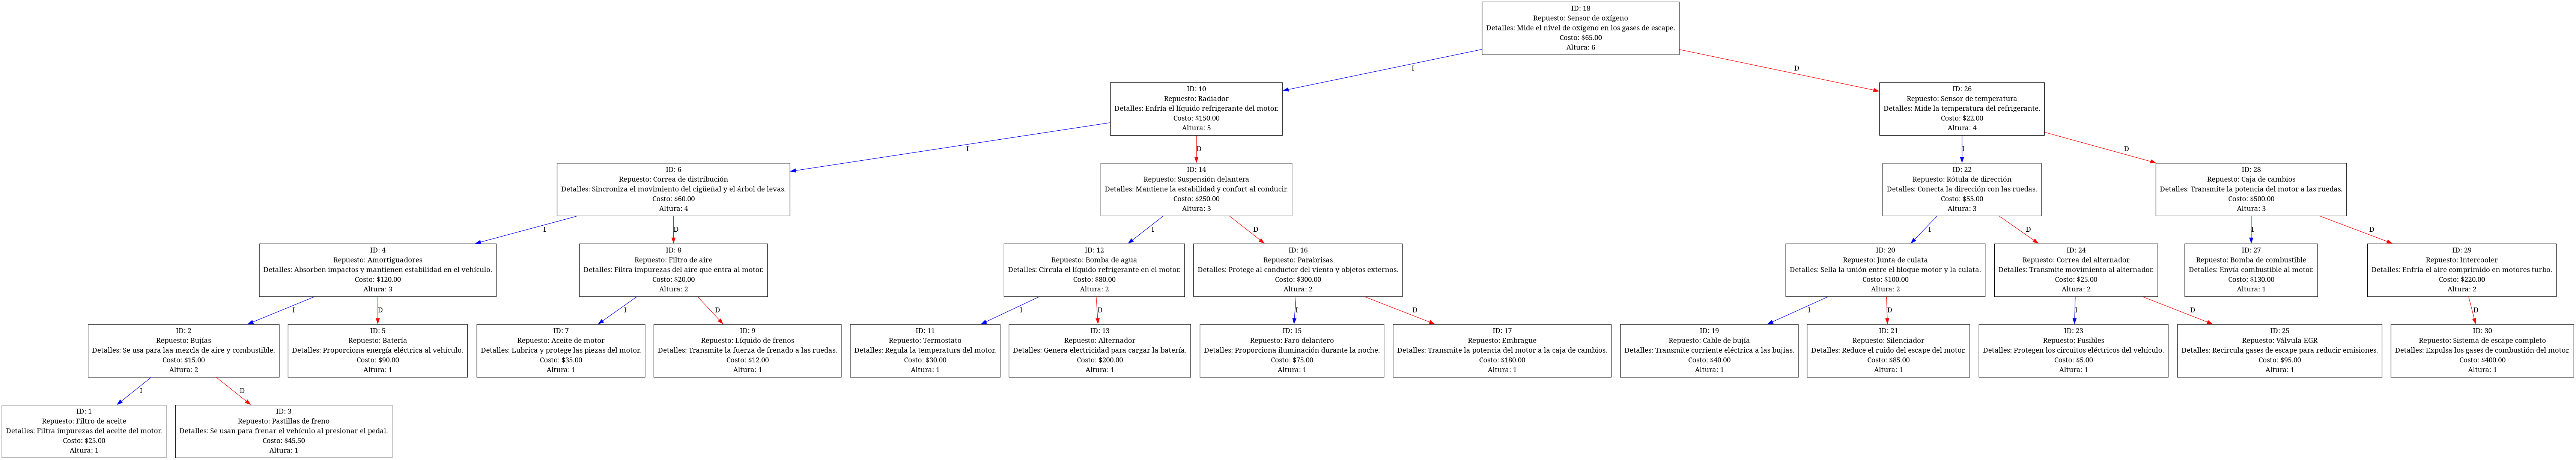 ID: 18
Repuesto: Sensor de oxígeno
Detalles: Mide el nivel de oxígeno en los gases de escape.
Costo: $65.00
Altura: 6
I
D
ID: 10
Repuesto: Radiador
Detalles: Enfría el líquido refrigerante del motor.
Costo: $150.00
Altura: 5
ID: 26
Repuesto: Sensor de temperatura
Detalles: Mide la temperatura del refrigerante.
Costo: $22.00
Altura: 4
I
D
I
D
ID: 6
Repuesto: Correa de distribución
Detalles: Sincroniza el movimiento del cigüeñal y el árbol de levas.
Costo: $60.00
Altura: 4
ID: 14
Repuesto: Suspensión delantera
Detalles: Mantiene la estabilidad y confort al conducir.
Costo: $250.00
Altura: 3
ID: 22
Repuesto: Rótula de dirección
Detalles: Conecta la dirección con las ruedas.
Costo: $55.00
Altura: 3
ID: 28
Repuesto: Caja de cambios
Detalles: Transmite la potencia del motor a las ruedas.
Costo: $500.00
Altura: 3
I
D
I
D
I
D
I
D
ID: 4
Repuesto: Amortiguadores
Detalles: Absorben impactos y mantienen estabilidad en el vehículo.
Costo: $120.00
Altura: 3
ID: 8
Repuesto: Filtro de aire
Detalles: Filtra impurezas del aire que entra al motor.
Costo: $20.00
Altura: 2
ID: 12
Repuesto: Bomba de agua
Detalles: Circula el líquido refrigerante en el motor.
Costo: $80.00
Altura: 2
ID: 16
Repuesto: Parabrisas
Detalles: Protege al conductor del viento y objetos externos.
Costo: $300.00
Altura: 2
ID: 20
Repuesto: Junta de culata
Detalles: Sella la unión entre el bloque motor y la culata.
Costo: $100.00
Altura: 2
ID: 24
Repuesto: Correa del alternador
Detalles: Transmite movimiento al alternador.
Costo: $25.00
Altura: 2
ID: 27
Repuesto: Bomba de combustible
Detalles: Envía combustible al motor.
Costo: $130.00
Altura: 1
ID: 29
Repuesto: Intercooler
Detalles: Enfría el aire comprimido en motores turbo.
Costo: $220.00
Altura: 2
I
D
I
D
I
D
I
D
I
D
I
D
D
ID: 2
Repuesto: Bujías
Detalles: Se usa para laa mezcla de aire y combustible.
Costo: $15.00
Altura: 2
ID: 5
Repuesto: Batería
Detalles: Proporciona energía eléctrica al vehículo.
Costo: $90.00
Altura: 1
ID: 7
Repuesto: Aceite de motor
Detalles: Lubrica y protege las piezas del motor.
Costo: $35.00
Altura: 1
ID: 9
Repuesto: Líquido de frenos
Detalles: Transmite la fuerza de frenado a las ruedas.
Costo: $12.00
Altura: 1
ID: 11
Repuesto: Termostato
Detalles: Regula la temperatura del motor.
Costo: $30.00
Altura: 1
ID: 13
Repuesto: Alternador
Detalles: Genera electricidad para cargar la batería.
Costo: $200.00
Altura: 1
ID: 15
Repuesto: Faro delantero
Detalles: Proporciona iluminación durante la noche.
Costo: $75.00
Altura: 1
ID: 17
Repuesto: Embrague
Detalles: Transmite la potencia del motor a la caja de cambios.
Costo: $180.00
Altura: 1
ID: 19
Repuesto: Cable de bujía
Detalles: Transmite corriente eléctrica a las bujías.
Costo: $40.00
Altura: 1
ID: 21
Repuesto: Silenciador
Detalles: Reduce el ruido del escape del motor.
Costo: $85.00
Altura: 1
ID: 23
Repuesto: Fusibles
Detalles: Protegen los circuitos eléctricos del vehículo.
Costo: $5.00
Altura: 1
ID: 25
Repuesto: Válvula EGR
Detalles: Recircula gases de escape para reducir emisiones.
Costo: $95.00
Altura: 1
ID: 30
Repuesto: Sistema de escape completo
Detalles: Expulsa los gases de combustión del motor.
Costo: $400.00
Altura: 1
I
D
ID: 1
Repuesto: Filtro de aceite
Detalles: Filtra impurezas del aceite del motor.
Costo: $25.00
Altura: 1
ID: 3
Repuesto: Pastillas de freno
Detalles: Se usan para frenar el vehículo al presionar el pedal.
Costo: $45.50
Altura: 1